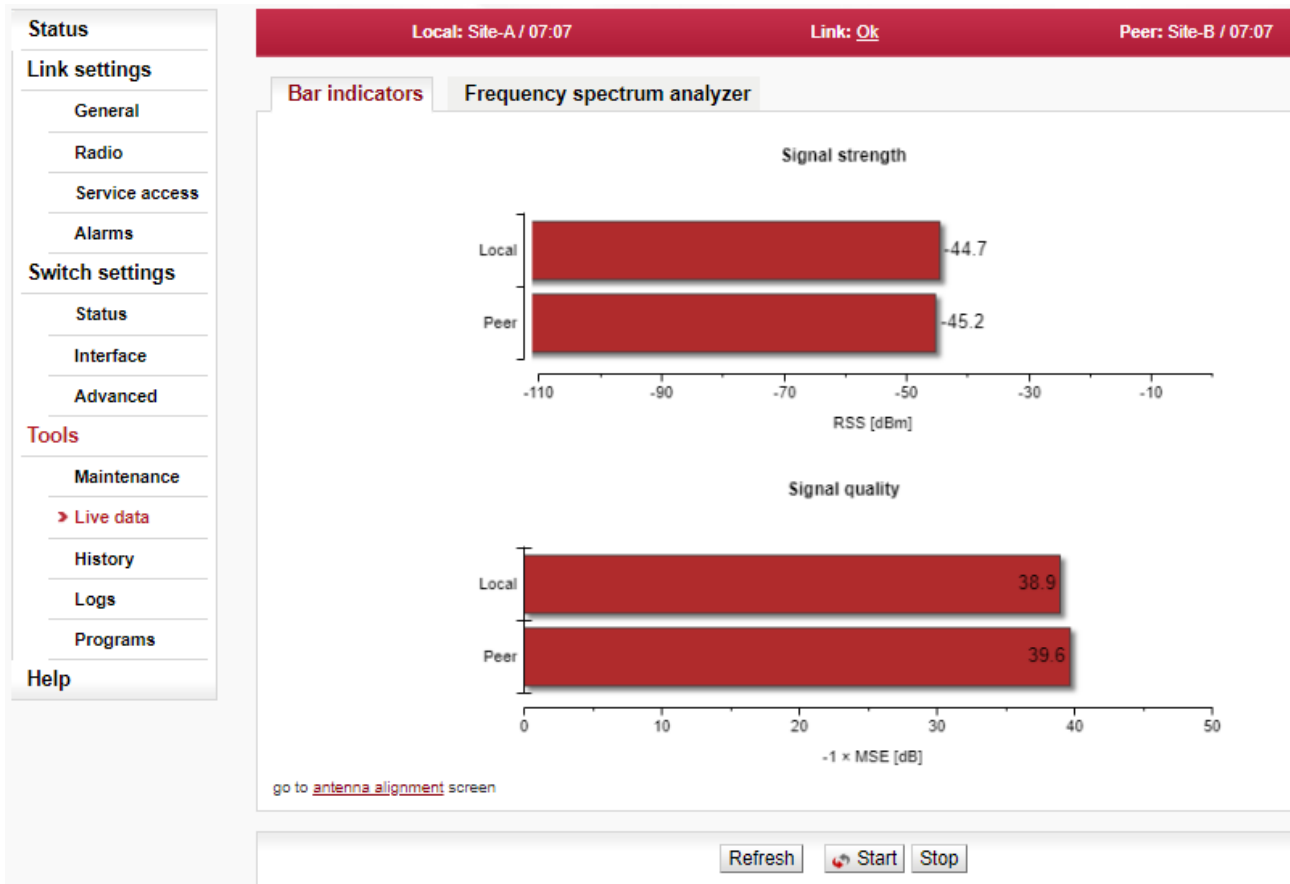 Status
Link settings
General
Radio
Service access
Alarms
Switch settings
Status
Interface
Advanced
Tools
Maintenance
Live data
History
Logs
Programs
Help
Local: Site-A / 07:07 Link: Ok Peer: Site-B / 07:07
Bar indicators Frequency spectrum analyzer
Signal strength
Local -44.7
Peer -45.2
-110 -90 -70 -50 -30 -10
RSS [dBm]
Signal quality
Local 38.9
Peer 39.6
0 10 20 30 40 50
-1 × MSE [dB]
go to antenna alignment screen
Refresh Start Stop